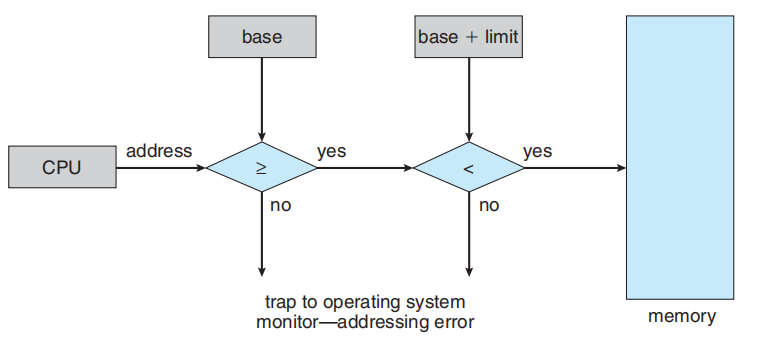 base
base + limit
CPU
address
≥
yes
<
yes
no
no
trap to operating system
monitor—addressing error
memory